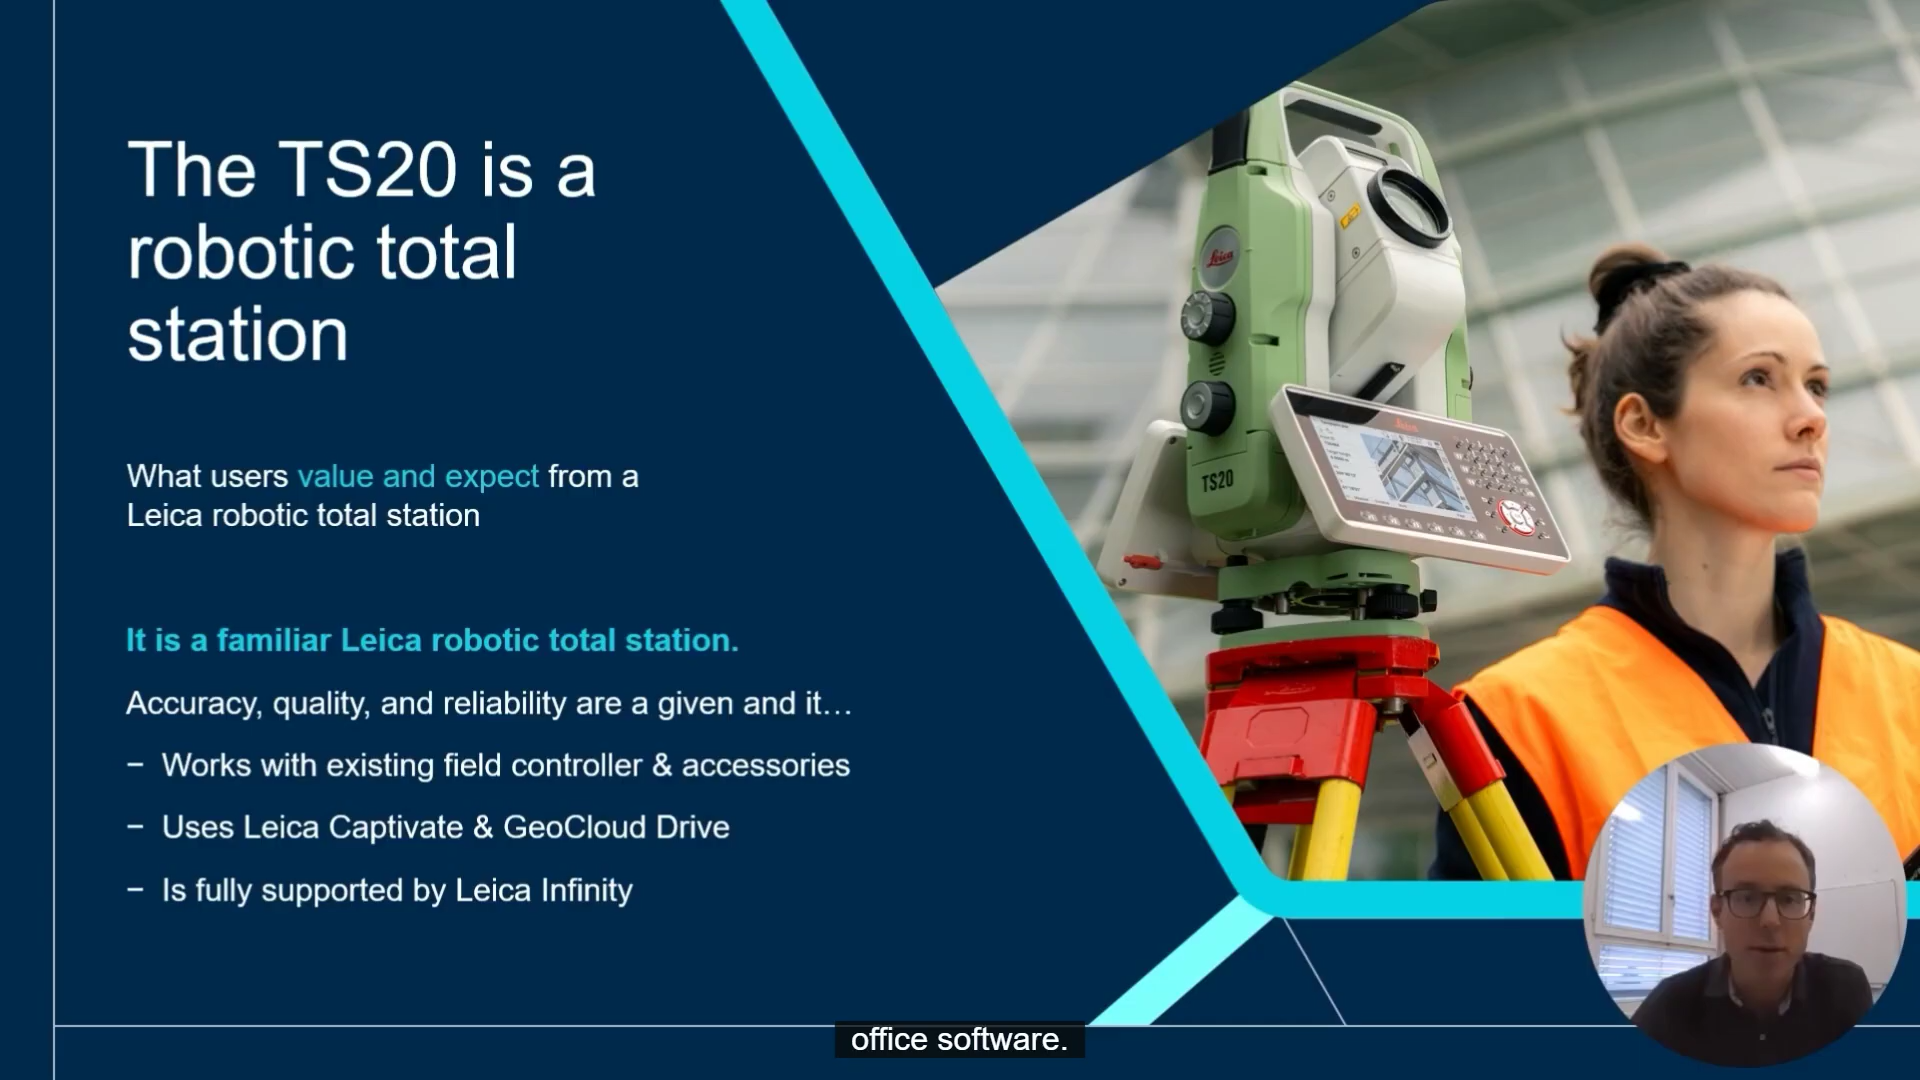 The TS20 is a
robotic total
station
What users value and expect from a
Leica robotic total station
It is a familiar Leica robotic total station.
Accuracy, quality, and reliability are a given and it…
− Works with existing field controller & accessories
− Uses Leica Captivate & GeoCloud Drive
− Is fully supported by Leica Infinity
Leica
TS20
Leica
office software.